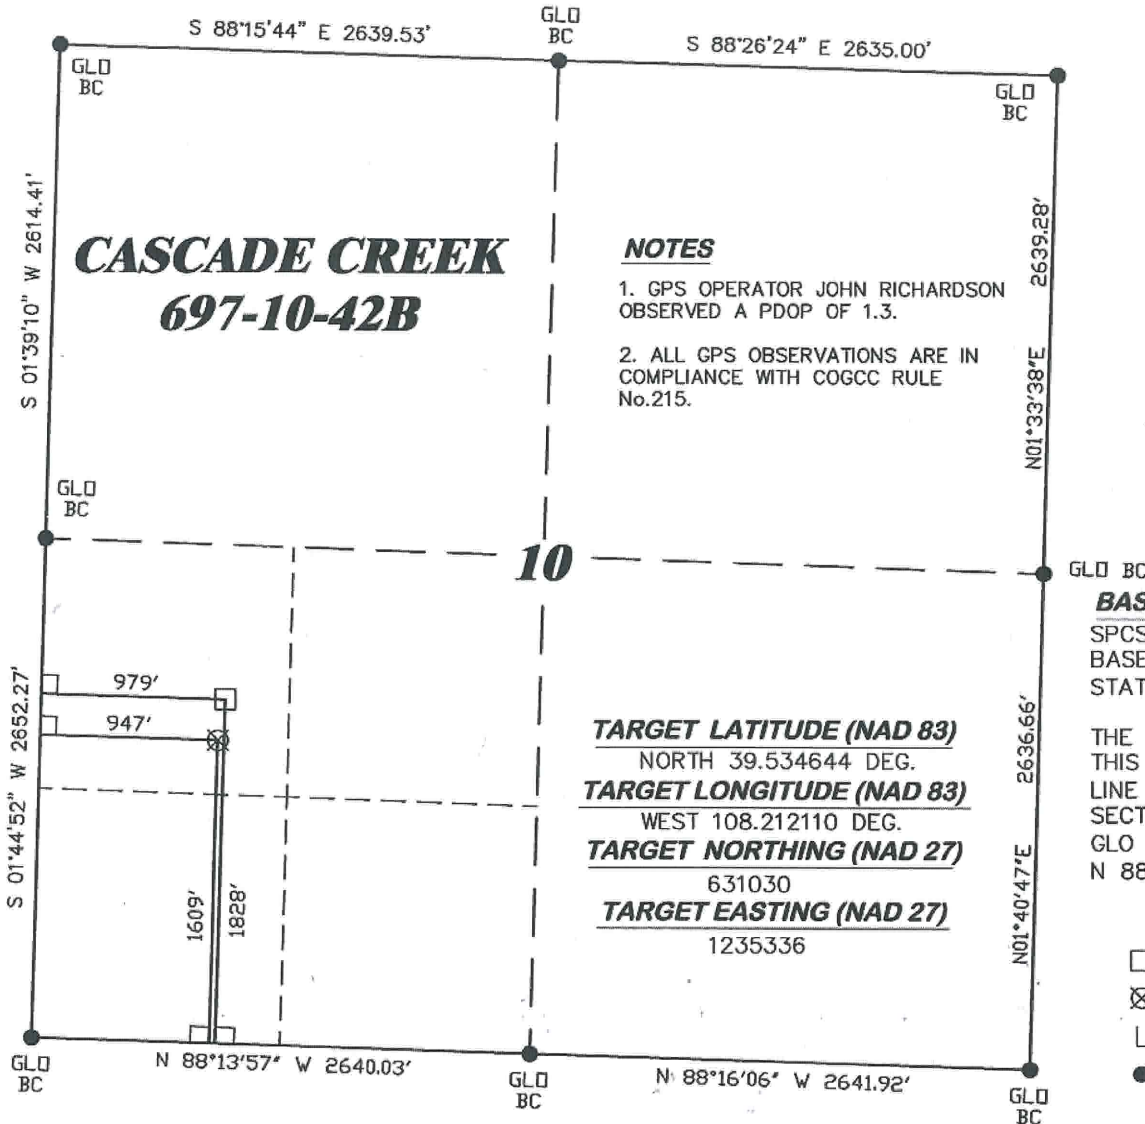 S 88°15'44" E 2639.53'
GLO
BC
S 88°26'24" E 2635.00'
GLO
BC
GLO
BC
S 01°39'10" W 2614.41'
CASCADE CREEK
697-10-42B
NOTES
1. GPS OPERATOR JOHN RICHARDSON
OBSERVED A PDOP OF 1.3.
2. ALL GPS OBSERVATIONS ARE IN
COMPLIANCE WITH COGCC RULE
No.215.
N01°33'38"E 2639.28'
GLO
BC
10
GLO BC
BAS
SPCS
BASE
STAT
THE
THIS
LINE
SECT
GLO
N 88
S 01°44'52" W 2652.27'
979'
947'
1609'
1828'
TARGET LATITUDE (NAD 83)
NORTH 39.534644 DEG.
TARGET LONGITUDE (NAD 83)
WEST 108.212110 DEG.
TARGET NORTHING (NAD 27)
631030
TARGET EASTING (NAD 27)
1235336
N01°40'47"E 2636.66'
GLO
BC
N 88°13'57" W 2640.03'
GLO
BC
N 88°16'06" W 2641.92'
GLO
BC